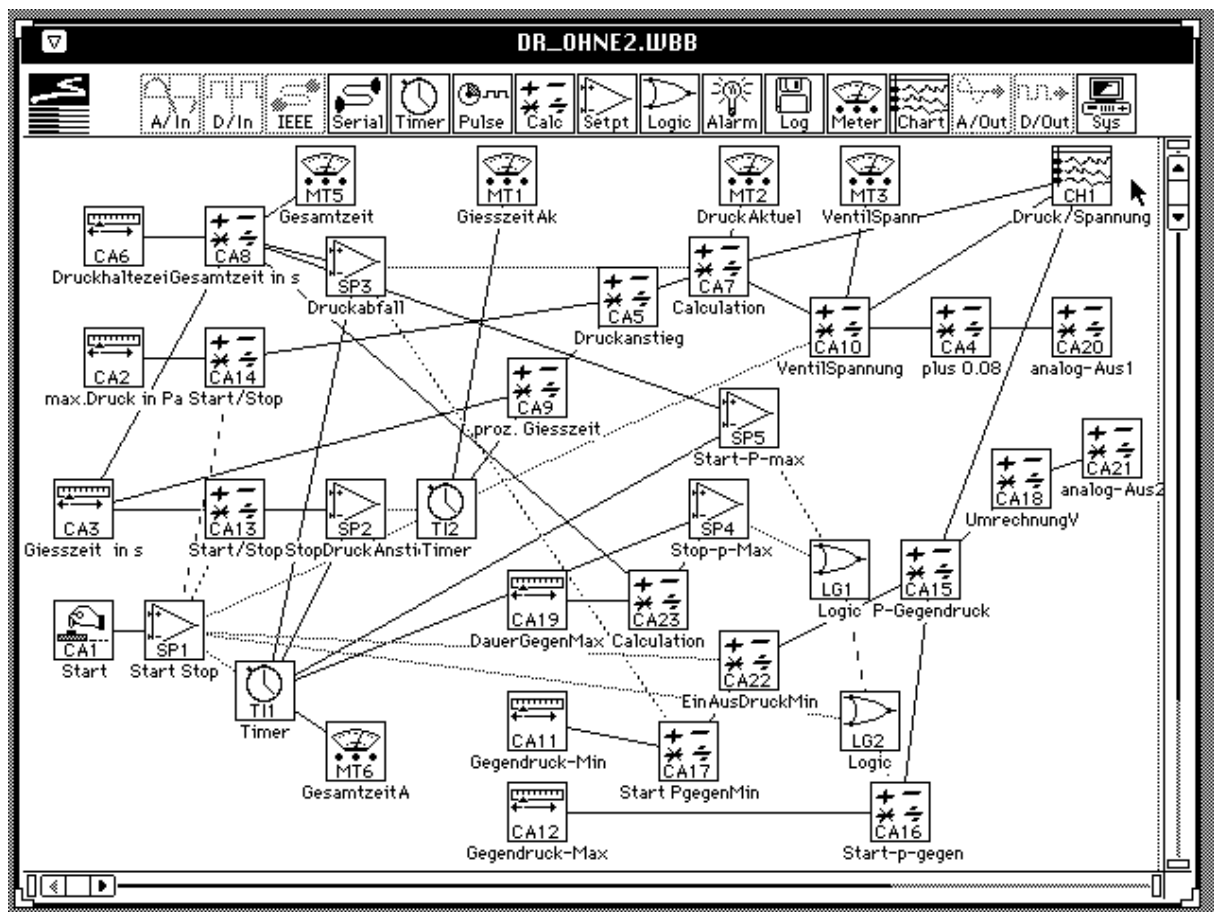 DR_OHNE2.WBB
A/In D/In IEEE Serial Timer Pulse Calc Setpt Logic Alarm Log Meter Chart A/Out D/Out Sys
MT5
Gesamtzeit
MT1
GiesszeitAk
MT2
DruckAktuel
MT3
VentilSpann
CH1
Druck/Spannung
CA6
Druckhaltezei
CA8
Gesamtzeit in s
SP3
Druckabfall
CA7
Calculation
CA5
Druckanstieg
CA10
VentilSpannung
CA4
plus 0.08
CA20
analog-Aus1
CA2
max.Druck in Pa
CA14
Start/Stop
CA9
proz. Giesszeit
SP5
Start-P-max
CA21
analog-Aus2
CA18
UmrechnungV
CA3
Giesszeit in s
CA13
Start/Stop
SP2
StopDruckAnsti
TI2
Timer
SP4
Stop-p-Max
LG1
Logic
CA15
P-Gegendruck
CA19
DauerGegenMax
CA23
Calculation
CA1
Start
SP1
Start Stop
CA22
EinAusDruckMin
TI1
Timer
LG2
Logic
MT6
GesamtzeitA
CA11
Gegendruck-Min
CA17
Start PgegenMin
CA12
Gegendruck-Max
CA16
Start-p-gegen